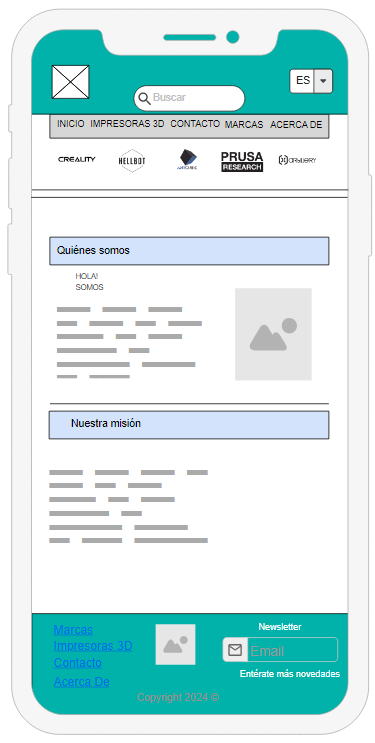 ES
Buscar
INICIO IMPRESORAS 3D CONTACTO MARCAS ACERCA DE
CREALITY HELLBOT PRUSA RESEARCH ARTILLERY
Quiénes somos
HOLA!
SOMOS
Nuestra misión
Marcas
Impresoras 3D
Contacto
Acerca De
Newsletter
Email
Entérate más novedades
Copyright 2024 ©